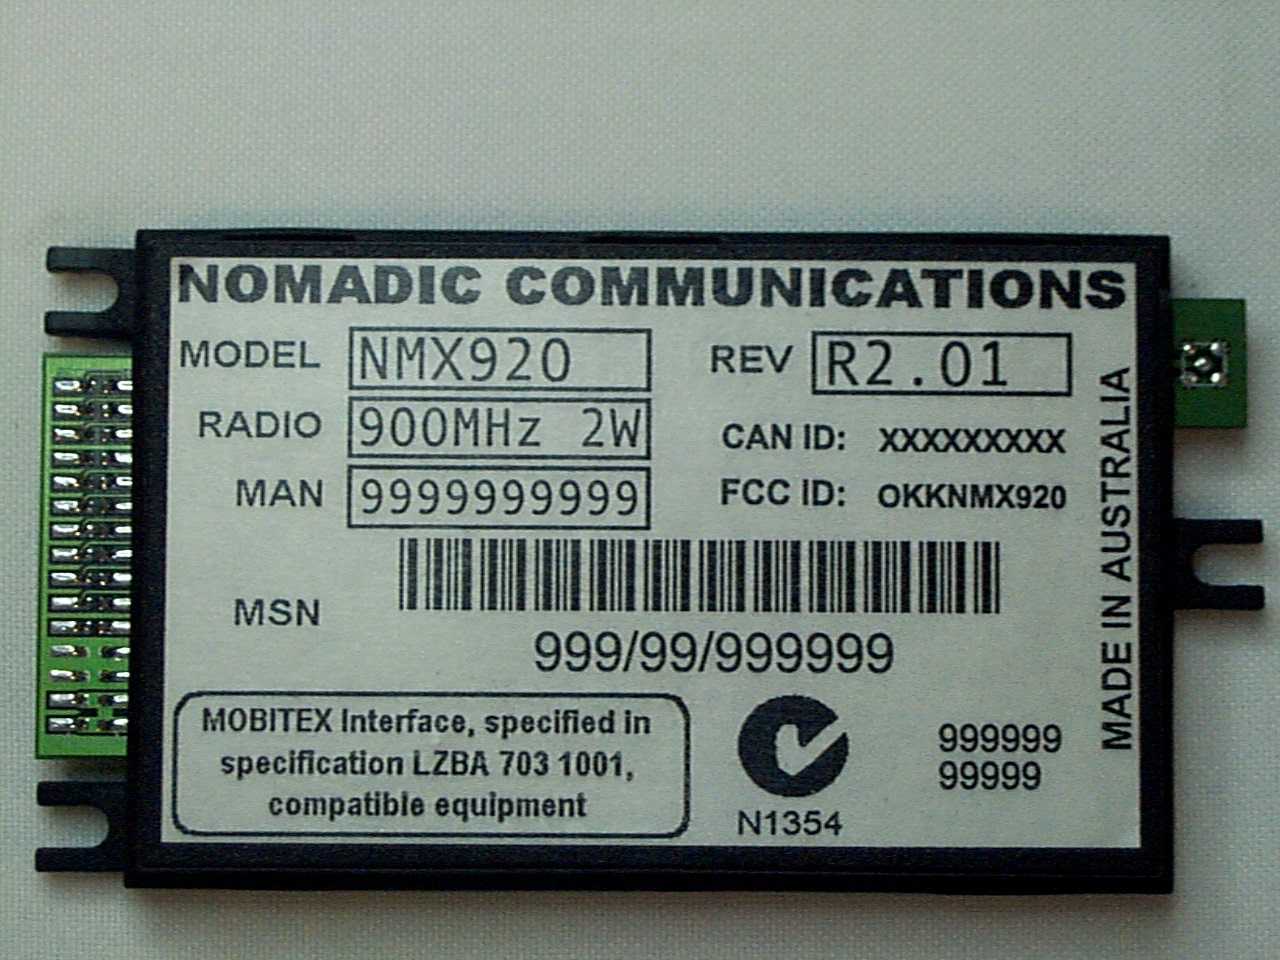 NOMADIC COMMUNICATIONS
MODEL NMX920 REV R2.01
RADIO 900MHz 2W CAN ID: XXXXXXXXX
MAN 9999999999 FCC ID: OKKNMX920
MSN
999/99/999999
MOBITEX Interface, specified in
specification LZBA 703 1001,
compatible equipment
N1354
999999
99999
MADE IN AUSTRALIA